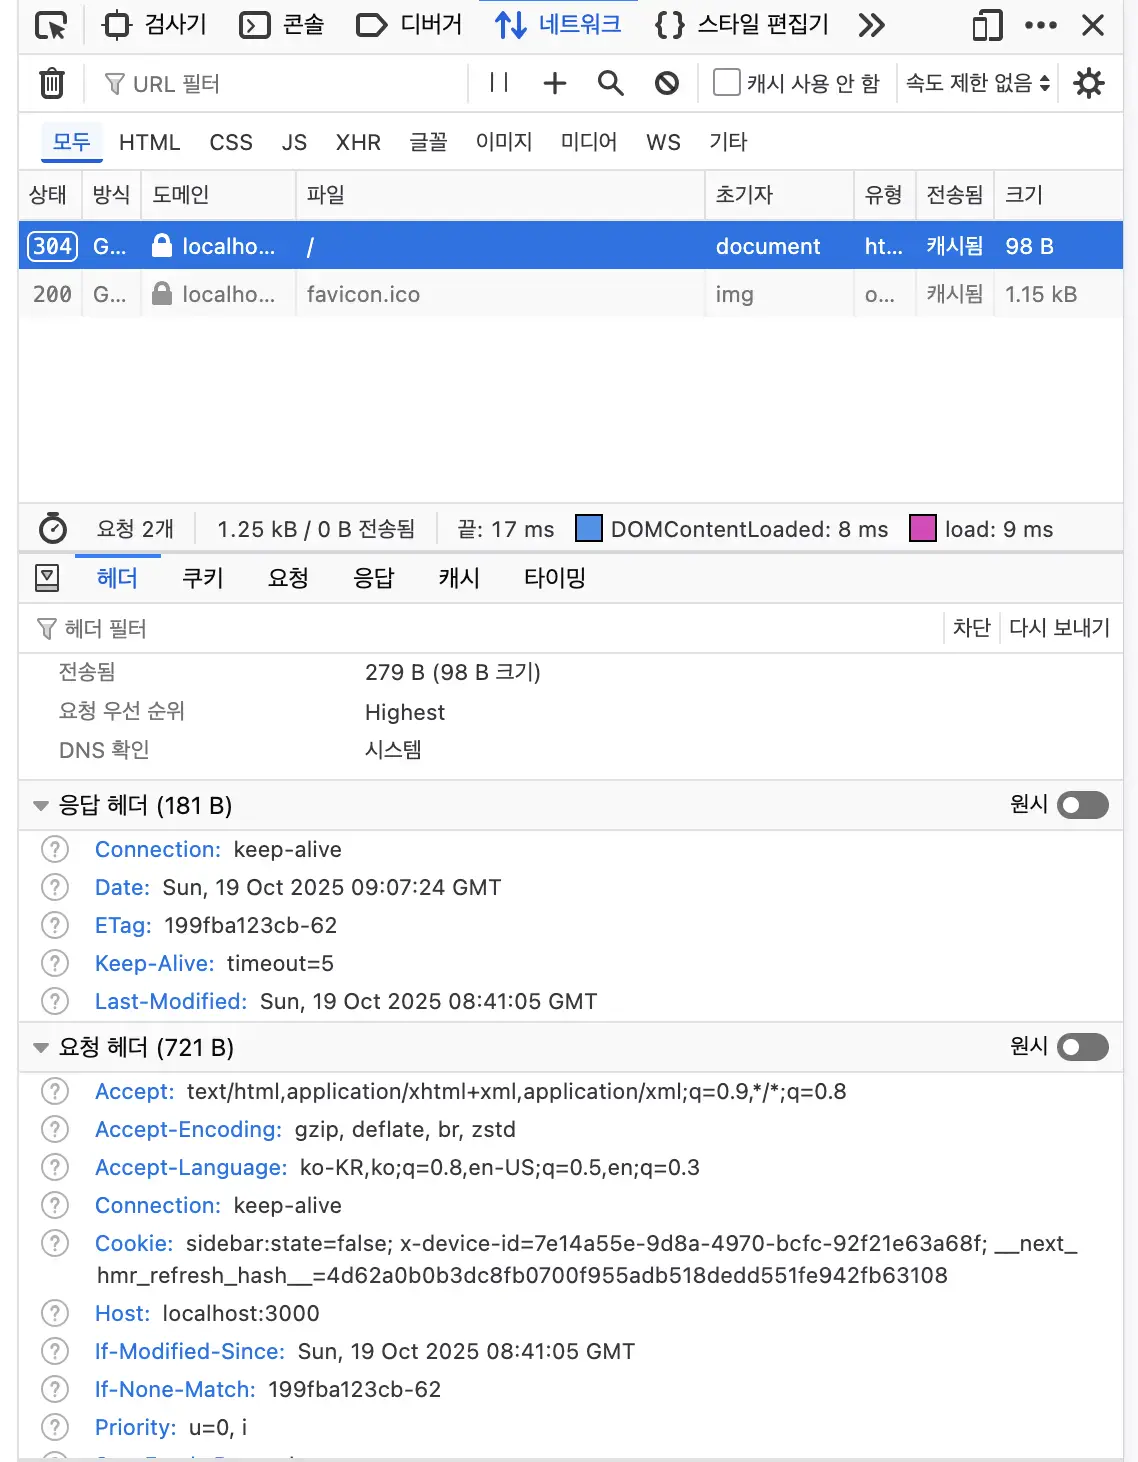 검사기 콘솔 디버거 네트워크 스타일 편집기
URL 필터 캐시 사용 안 함 속도 제한 없음
모두 HTML CSS JS XHR 글꼴 이미지 미디어 WS 기타
상태 방식 도메인 파일 초기자 유형 전송됨 크기
304 G... localho... / document ht... 캐시됨 98 B
200 G... localho... favicon.ico img o... 캐시됨 1.15 kB
요청 2개 1.25 kB / 0 B 전송됨 끝: 17 ms DOMContentLoaded: 8 ms load: 9 ms
헤더 쿠키 요청 응답 캐시 타이밍
헤더 필터 차단 다시 보내기
전송됨 279 B (98 B 크기)
요청 우선 순위 Highest
DNS 확인 시스템
응답 헤더 (181 B) 원시
Connection: keep-alive
Date: Sun, 19 Oct 2025 09:07:24 GMT
ETag: 199fba123cb-62
Keep-Alive: timeout=5
Last-Modified: Sun, 19 Oct 2025 08:41:05 GMT
요청 헤더 (721 B) 원시
Accept: text/html,application/xhtml+xml,application/xml;q=0.9,*/*;q=0.8
Accept-Encoding: gzip, deflate, br, zstd
Accept-Language: ko-KR,ko;q=0.8,en-US;q=0.5,en;q=0.3
Connection: keep-alive
Cookie: sidebar:state=false; x-device-id=7e14a55e-9d8a-4970-bcfc-92f21e63a68f; __next_
hmr_refresh_hash__=4d62a0b0b3dc8fb0700f955adb518dedd551fe942fb63108
Host: localhost:3000
If-Modified-Since: Sun, 19 Oct 2025 08:41:05 GMT
If-None-Match: 199fba123cb-62
Priority: u=0, i